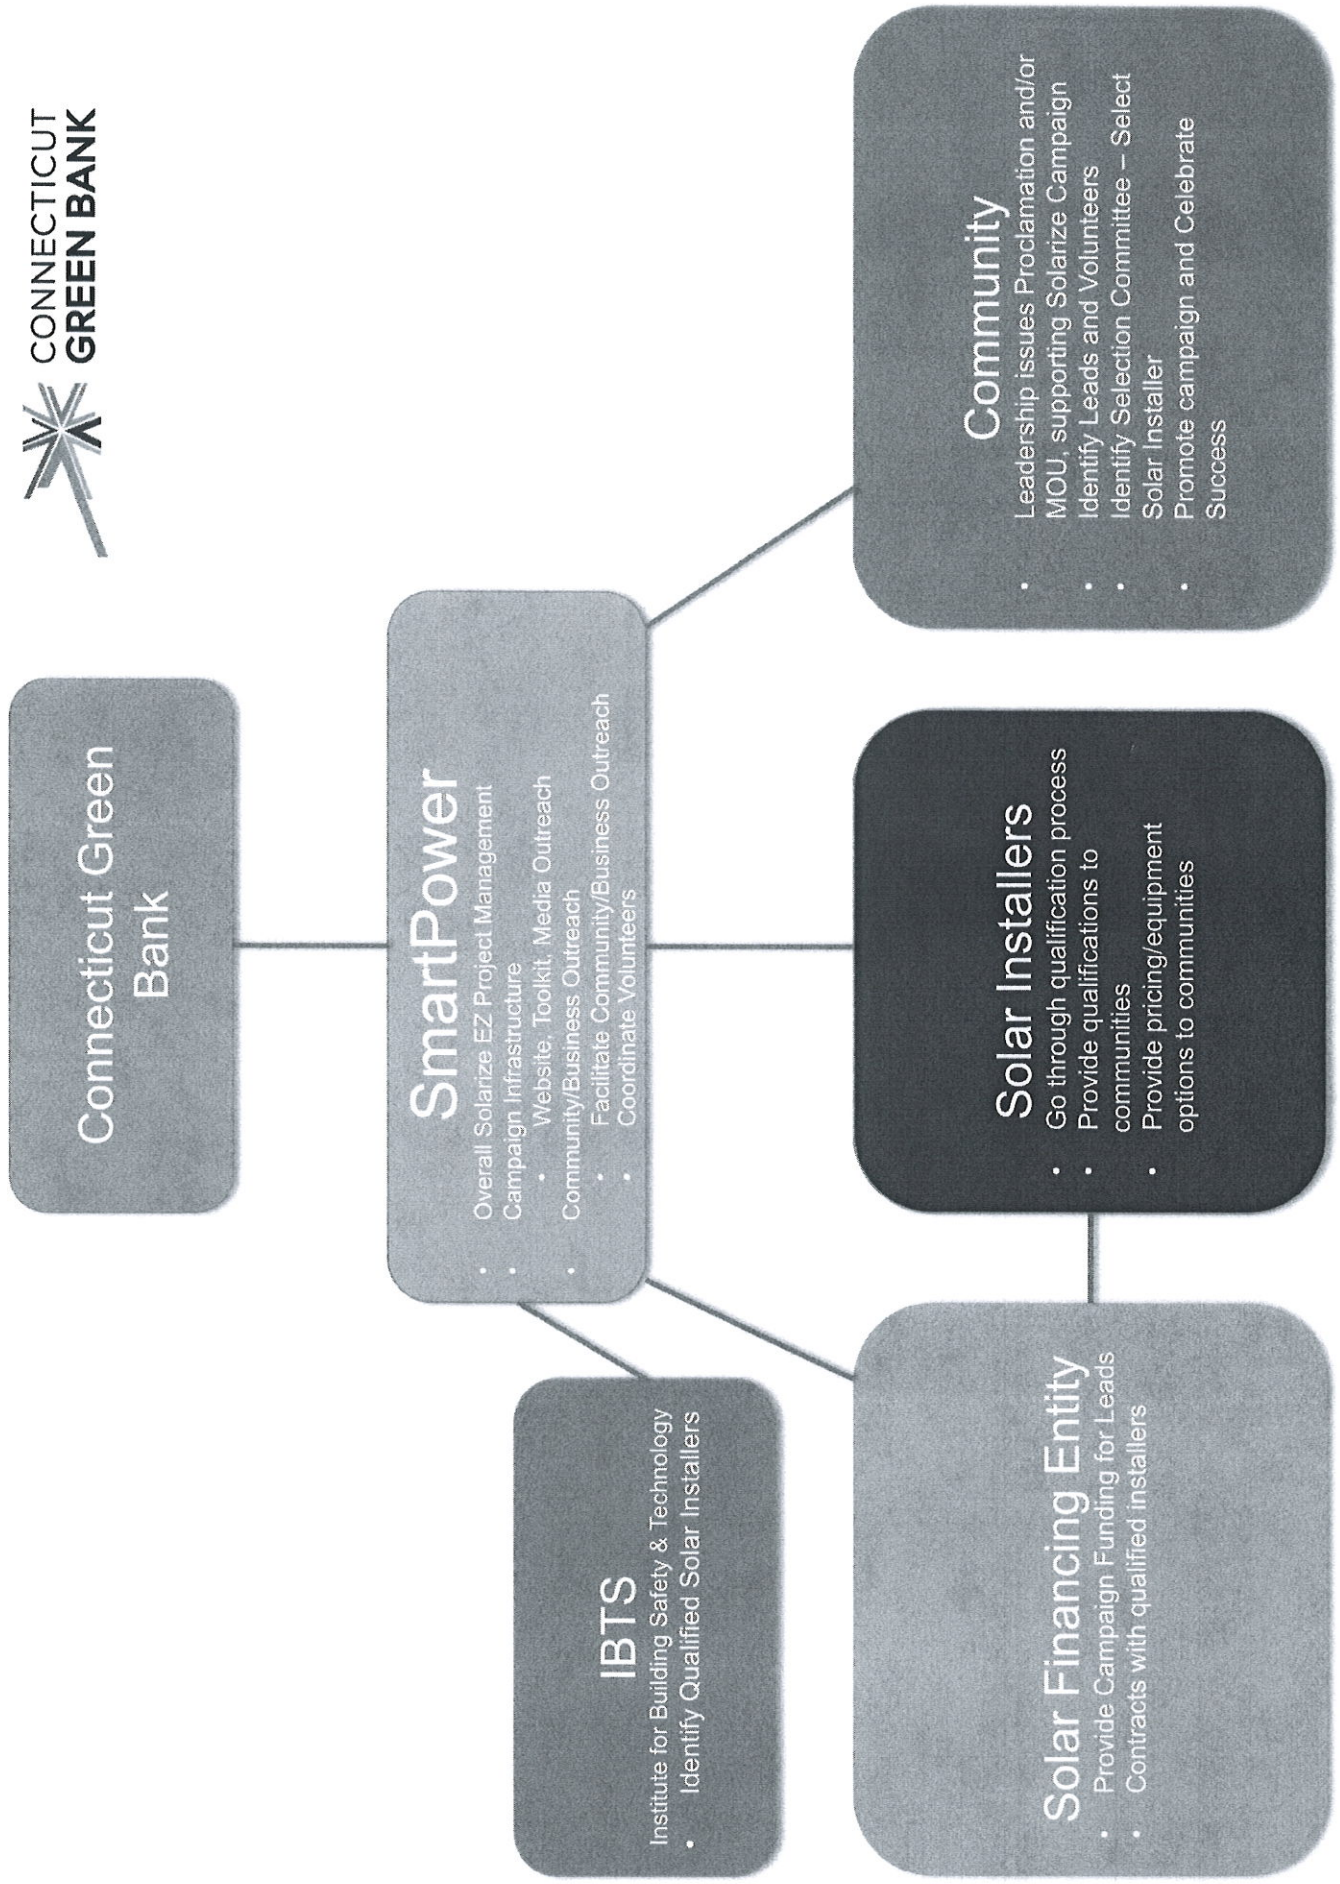 CONNECTICUT
GREEN BANK
Connecticut Green
Bank
SmartPower
• Overall Solarize EZ Project Management
• Campaign Infrastructure
• Website, Toolkit, Media Outreach
• Community/Business Outreach
• Facilitate Community/Business Outreach
• Coordinate Volunteers
IBTS
Institute for Building Safety & Technology
• Identify Qualified Solar Installers
Solar Financing Entity
• Provide Campaign Funding for Leads
• Contracts with qualified installers
Solar Installers
• Go through qualification process
• Provide qualifications to
communities
• Provide pricing/equipment
options to communities
Community
• Leadership issues Proclamation and/or
MOU, supporting Solarize Campaign
• Identify Leads and Volunteers
• Identify Selection Committee – Select
Solar Installer
• Promote campaign and Celebrate
Success